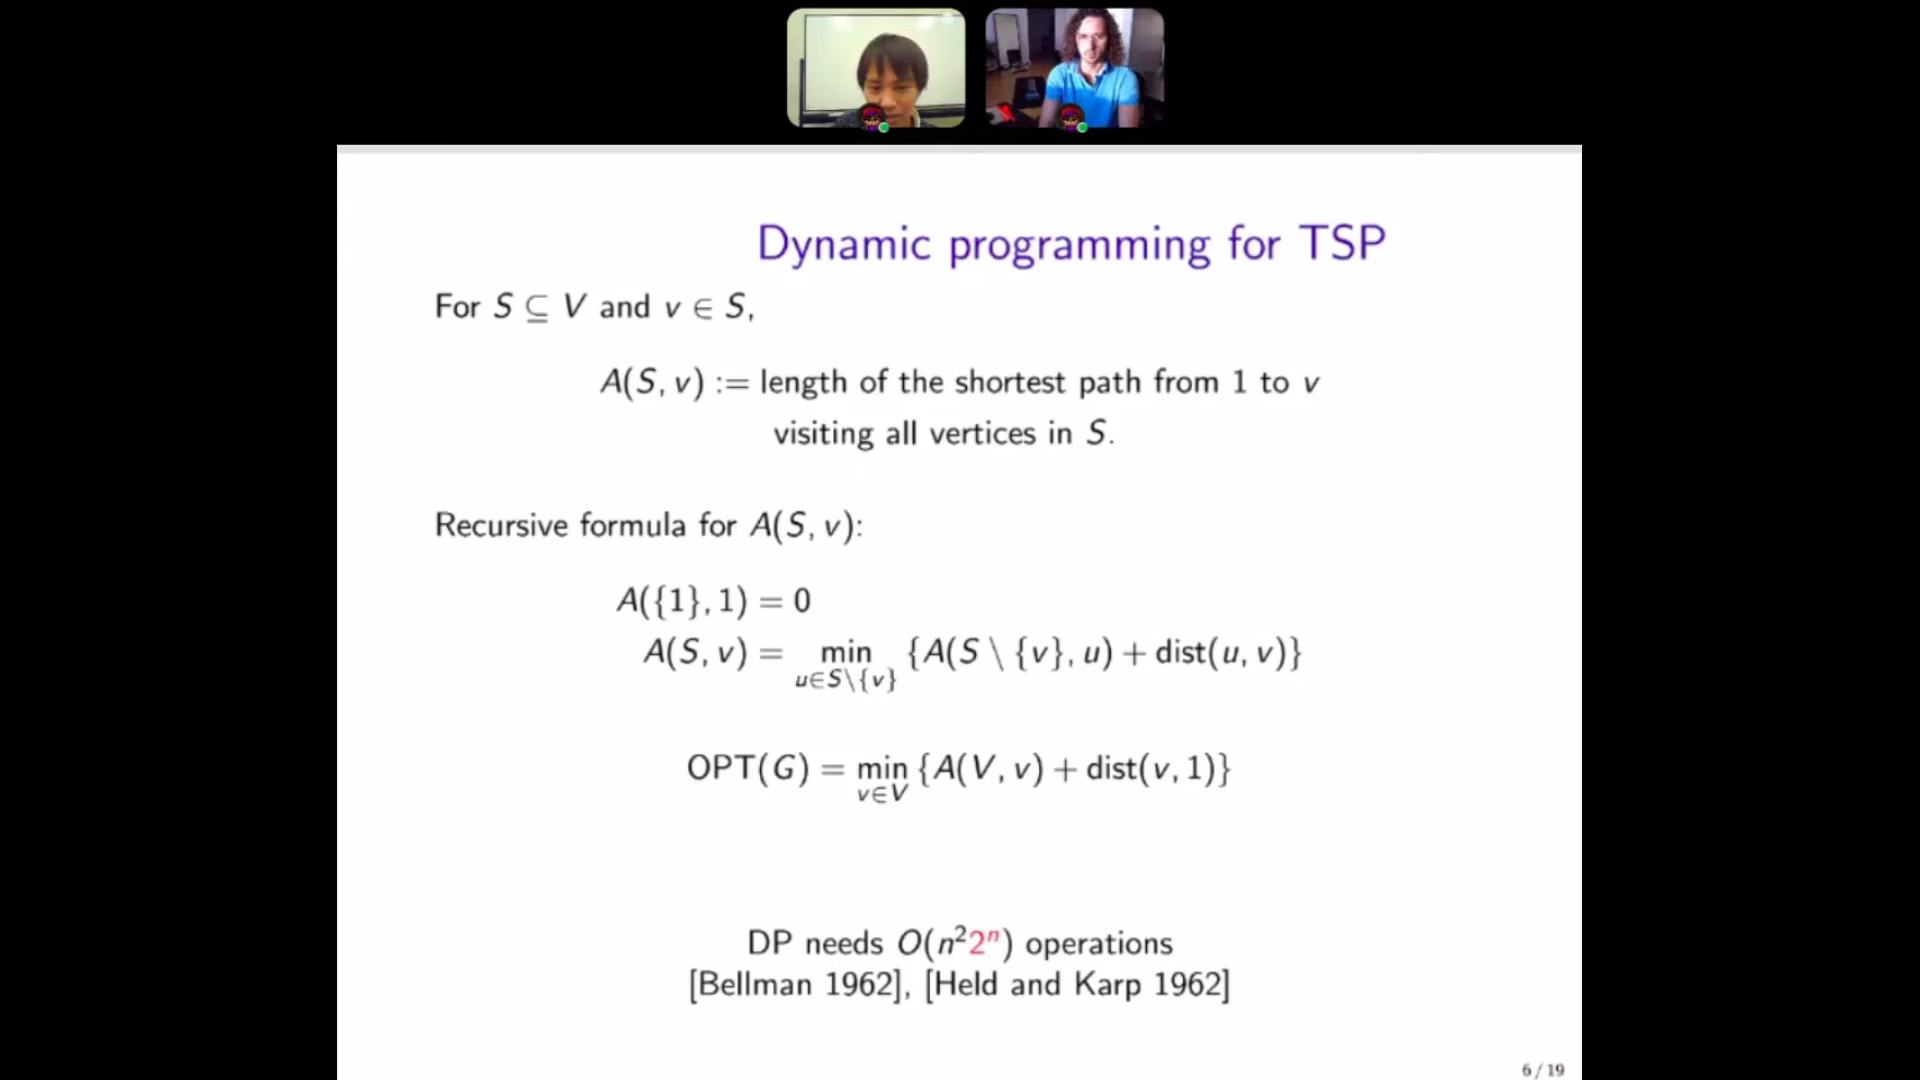 Dynamic programming for TSP
For S ⊆ V and v ∈ S,
A(S, v) := length of the shortest path from 1 to v
visiting all vertices in S.
Recursive formula for A(S, v):
A({1}, 1) = 0
A(S, v) = min {A(S \ {v}, u) + dist(u, v)}
u∈S\{v}
OPT(G) = min {A(V, v) + dist(v, 1)}
v∈V
DP needs O(n²2ⁿ) operations
[Bellman 1962], [Held and Karp 1962]
6 / 19